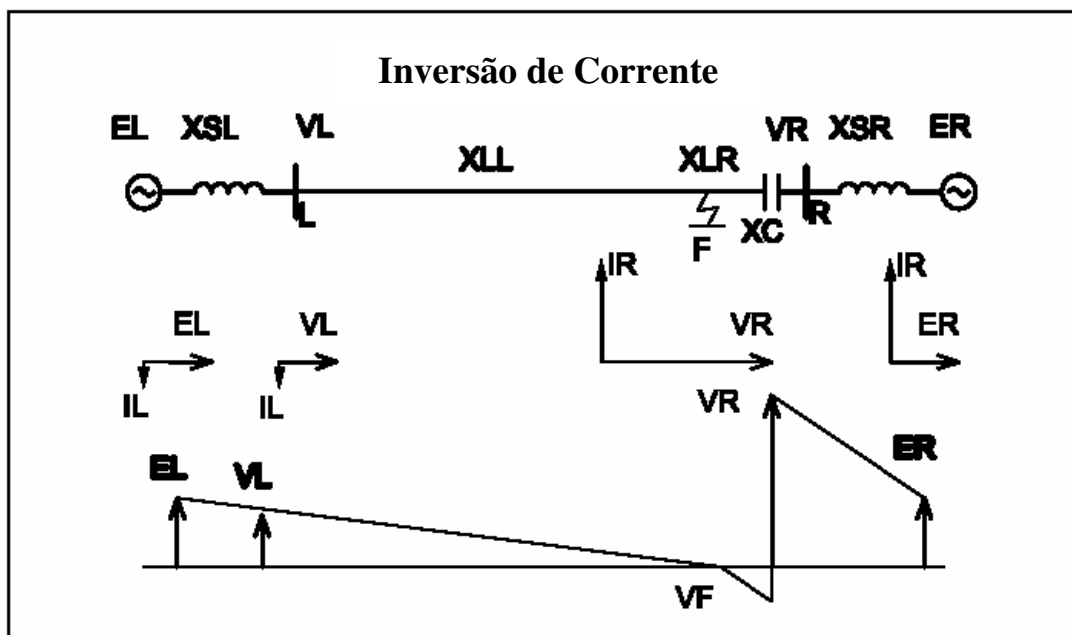 Inversão de Corrente
EL XSL VL XLL XLR VR XSR ER
L F XC R
IR IR
EL VL VR ER
IL IL VR
EL VL ER
VF